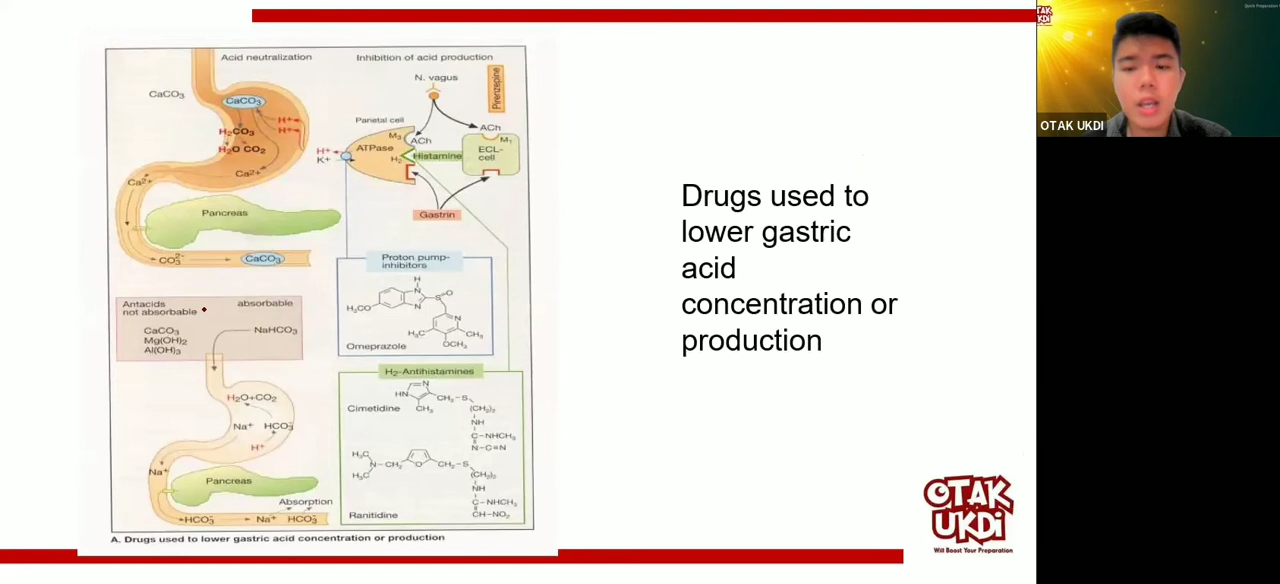 Acid neutralization
CaCO3
CaCO3
H+
H+
H2CO3
H2O CO2
Ca2+
Ca2+
Pancreas
CO32-
CaCO3
Inhibition of acid production
N. vagus
Pirenzepine
Parietal cell
ACh
M3
M1
ACh
ATPase
H+
K+
H2
Histamine
ECL-
cell
Gastrin
Proton pump-
inhibitors
H
N
N
S
O
H3CO
N
H3C
CH3
OCH3
Omeprazole
Antacids
not absorbable
absorbable
CaCO3
Mg(OH)2
Al(OH)3
NaHCO3
H2O+CO2
Na+ HCO3-
H+
Na+
Pancreas
Absorption
HCO3-
Na+ HCO3-
H2-Antihistamines
N
HN
CH2-S
CH3
(CH2)2
NH
C-NHCH3
N-C≡N
Cimetidine
H3C
N-CH2
H3C
O
CH2-S
(CH2)2
NH
C-NHCH3
CH-NO2
Ranitidine
A. Drugs used to lower gastric acid concentration or production
Drugs used to
lower gastric
acid
concentration or
production
OTAK
UKDI
Will Boost Your Preparation
TAK
UKDI
OTAK UKDI